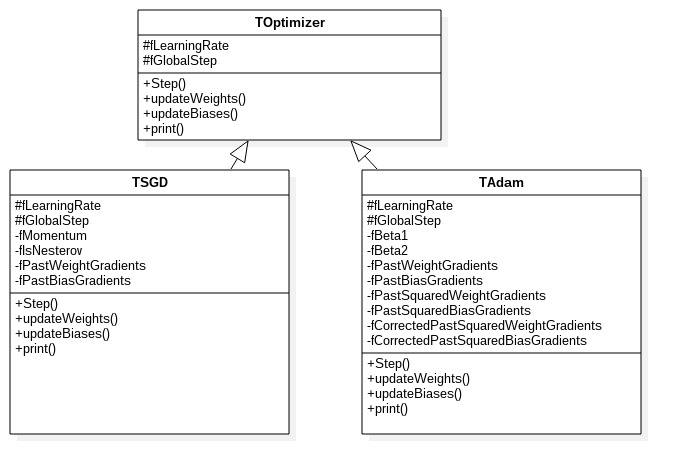 TOptimizer
#fLearningRate
#fGlobalStep
+Step()
+updateWeights()
+updateBiases()
+print()
TSGD
#fLearningRate
#fGlobalStep
-fMomentum
-fIsNesterov
-fPastWeightGradients
-fPastBiasGradients
+Step()
+updateWeights()
+updateBiases()
+print()
TAdam
#fLearningRate
#fGlobalStep
-fBeta1
-fBeta2
-fPastWeightGradients
-fPastBiasGradients
-fPastSquaredWeightGradients
-fPastSquaredBiasGradients
-fCorrectedPastSquaredWeightGradients
-fCorrectedPastSquaredBiasGradients
+Step()
+updateWeights()
+updateBiases()
+print()